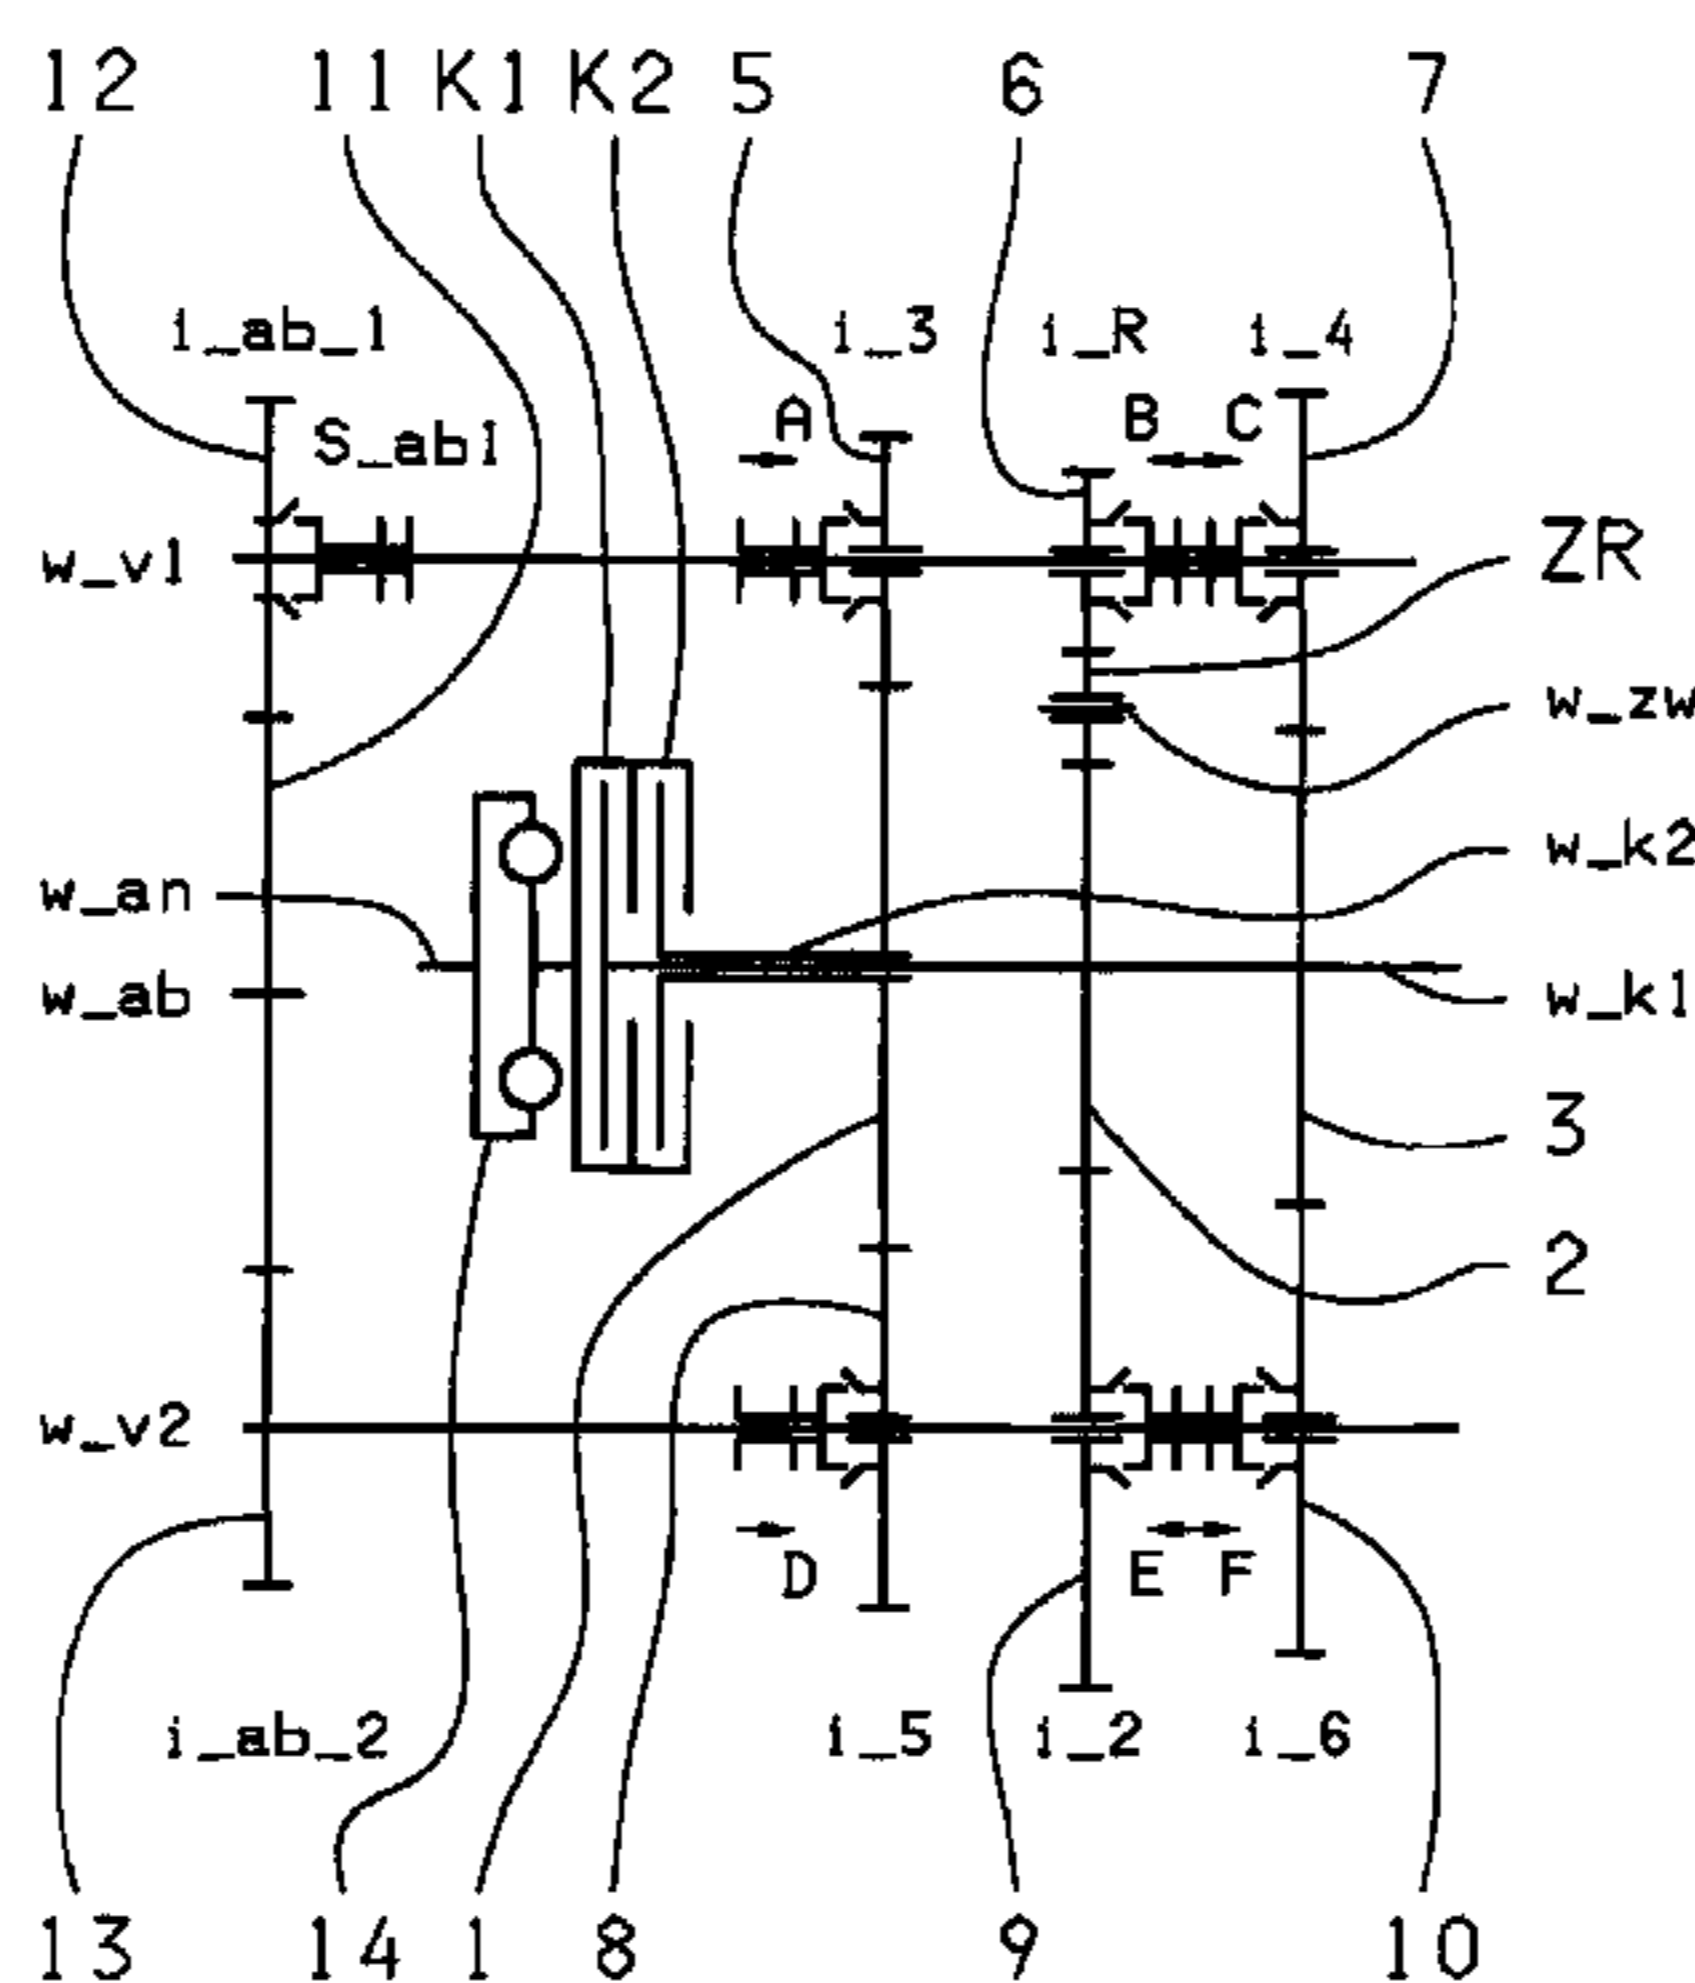 12 11 K1 K2 5 6 7
i_ab_1 i_3 i_R i_4
S_ab1 A B C
w_v1 ZR
w_zw
w_k2
w_an
w_ab w_k1
3
2
w_v2
D E F
i_ab_2 i_5 i_2 i_6
13 14 1 8 9 10